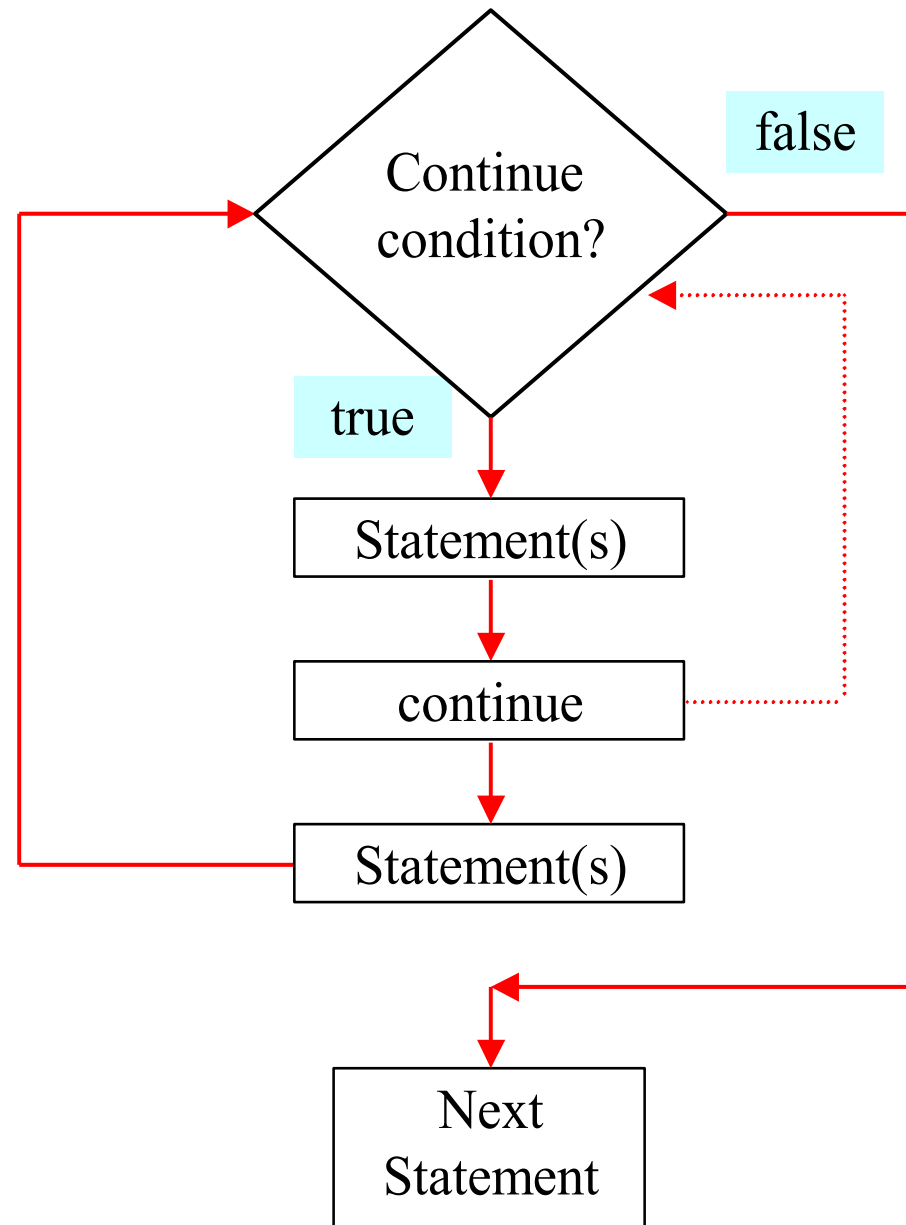 false
Continue
condition?
true
Statement(s)
continue
Statement(s)
Next
Statement